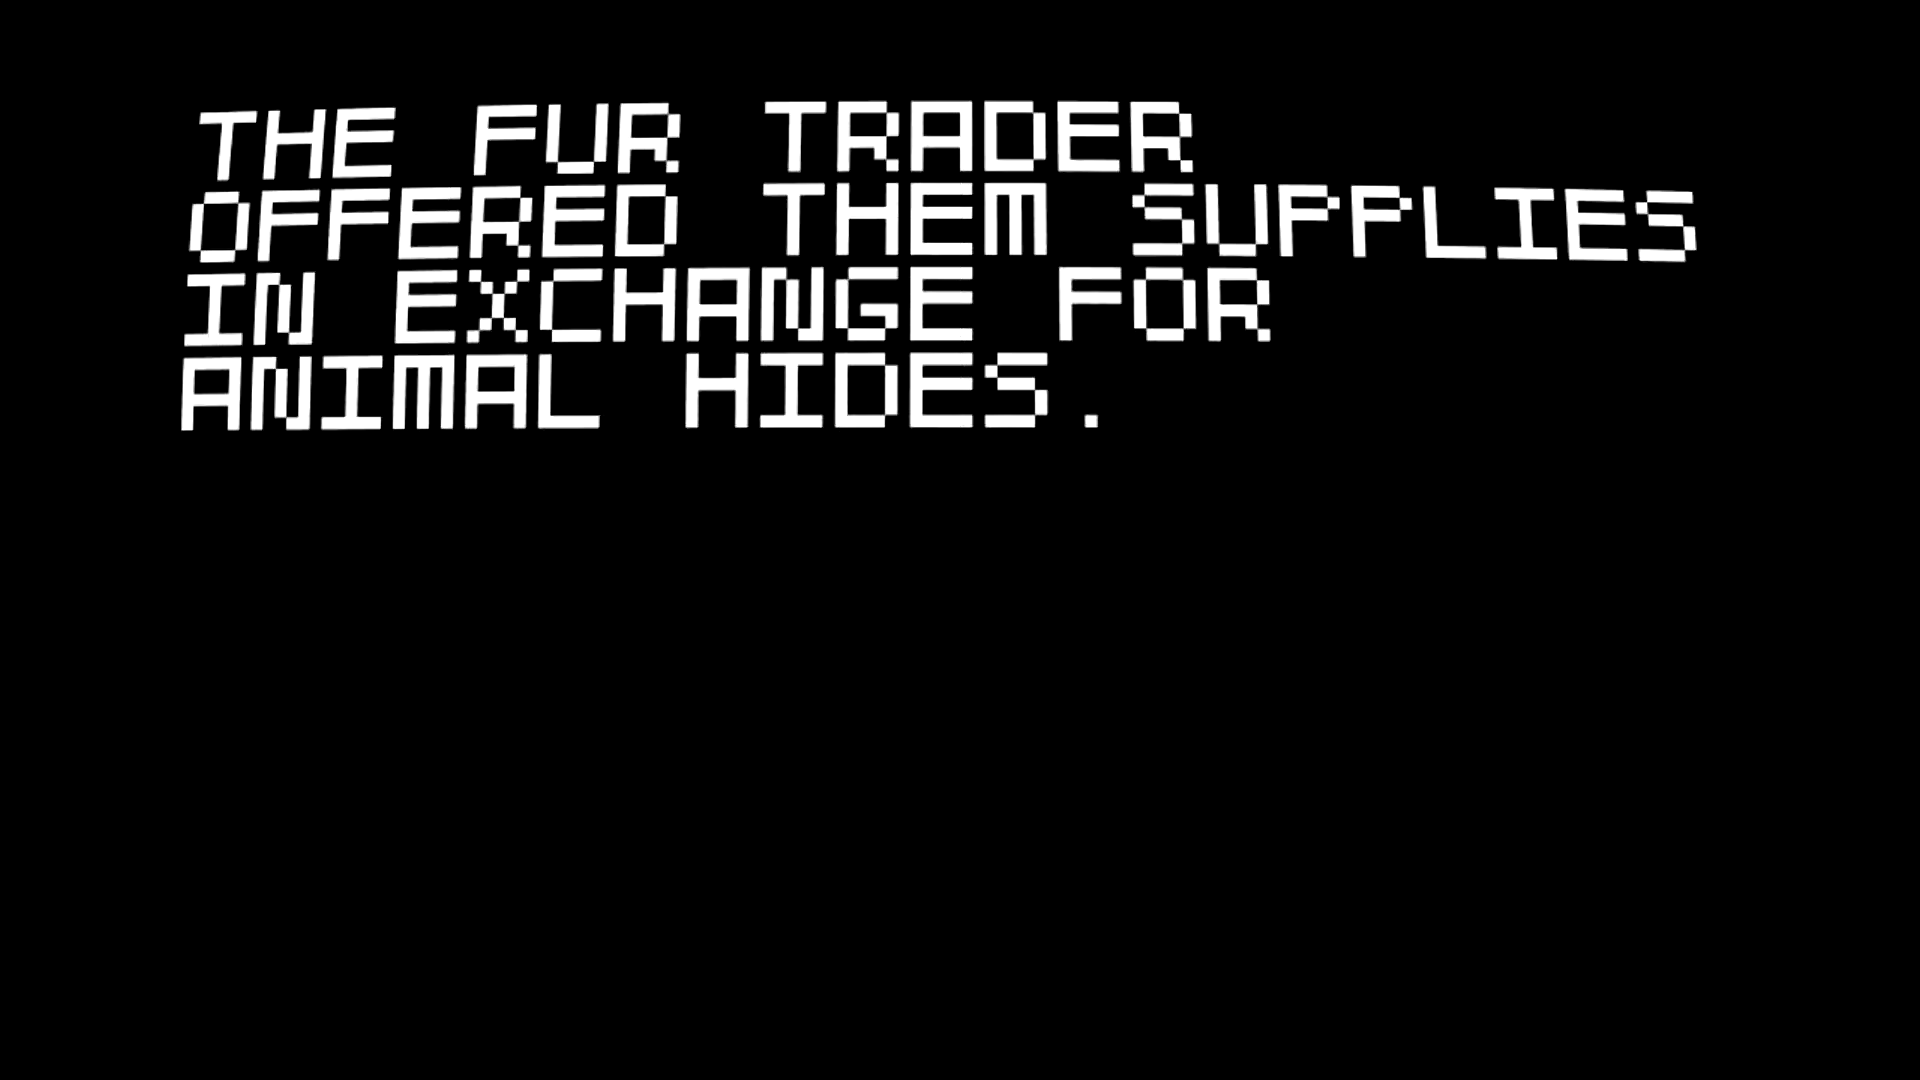 THE FUR TRADER
OFFERED THEM SUPPLIES
IN EXCHANGE FOR
ANIMAL HIDES.